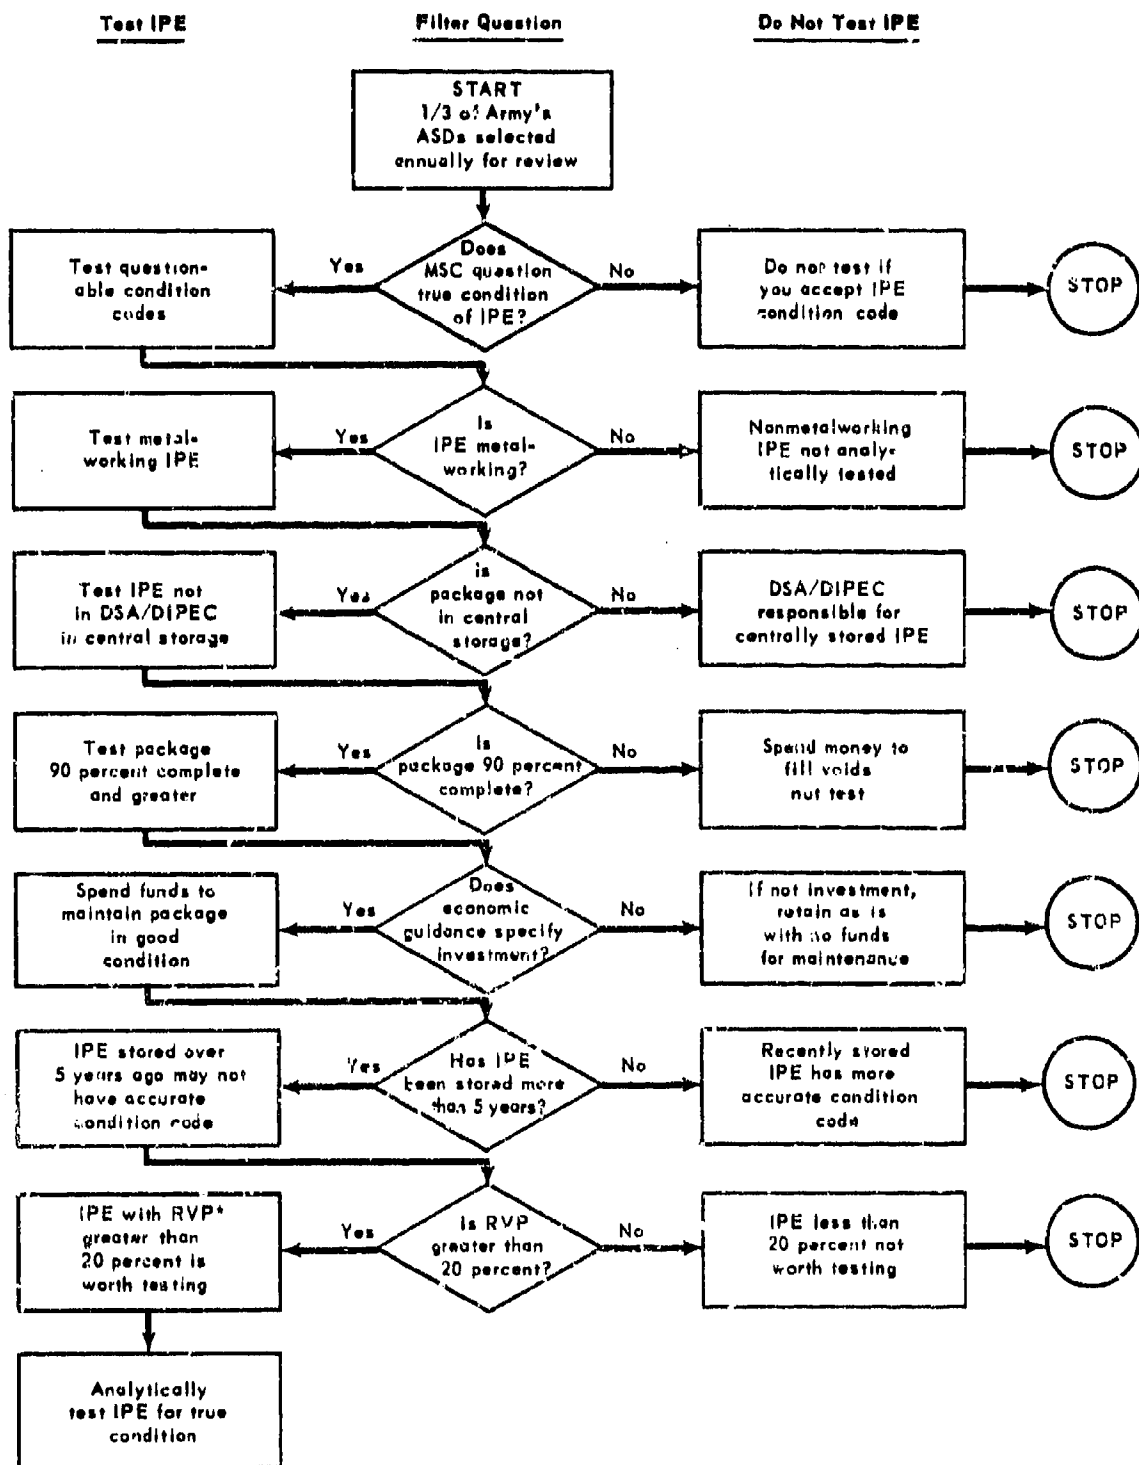 Test IPE
Filter Question
Do Not Test IPE
START
1/3 of Army's
ASDs selected
annually for review
Test question-
able condition
codes
Yes
Does
MSC question
true condition
of IPE?
No
Do not test if
you accept IPE
condition code
STOP
Test metal-
working IPE
Yes
Is
IPE metal-
working?
No
Nonmetalworking
IPE not analy-
tically tested
STOP
Test IPE not
in DSA/DIPEC
in central storage
Yes
is
package not
in central
storage?
No
DSA/DIPEC
responsible for
centrally stored IPE
STOP
Test package
90 percent complete
and greater
Yes
Is
package 90 percent
complete?
No
Spend money to
fill voids
nut test
STOP
Spend funds to
maintain package
in good
condition
Yes
Does
economic
guidance specify
investment?
No
If not investment,
retain as is
with no funds
for maintenance
STOP
IPE stored over
5 years ago may not
have accurate
condition code
Yes
Has IPE
been stored more
than 5 years?
No
Recently stored
IPE has more
accurate condition
code
STOP
IPE with RVP*
greater than
20 percent is
worth testing
Yes
Is RVP
greater than
20 percent?
No
IPE less than
20 percent not
worth testing
STOP
Analytically
test IPE for true
condition